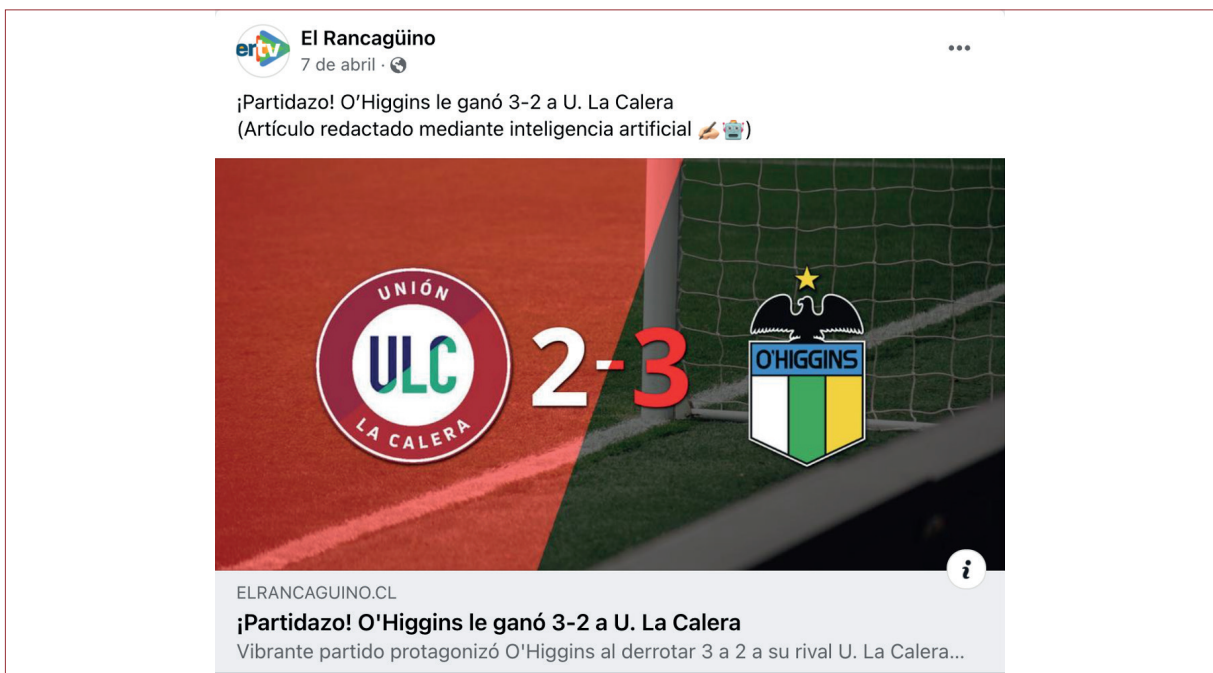 ertv
El Rancagüino
7 de abril ·
¡Partidazo! O’Higgins le ganó 3-2 a U. La Calera
(Artículo redactado mediante inteligencia artificial ✍🏻🤖)
UNIÓN
ULC
LA CALERA
2-3
O'HIGGINS
i
ELRANCAGUINO.CL
¡Partidazo! O'Higgins le ganó 3-2 a U. La Calera
Vibrante partido protagonizó O'Higgins al derrotar 3 a 2 a su rival U. La Calera...